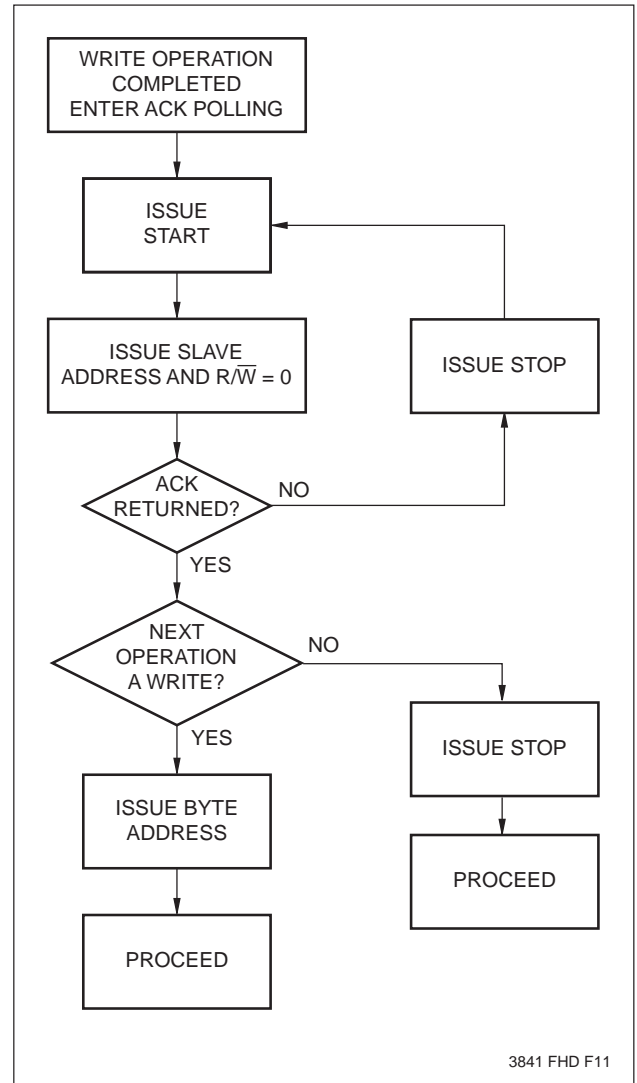 WRITE OPERATION
COMPLETED
ENTER ACK POLLING
ISSUE
START
ISSUE SLAVE
ADDRESS AND R/W̅ = 0
ISSUE STOP
ACK
RETURNED?
NO
YES
NEXT
OPERATION
A WRITE?
NO
YES
ISSUE STOP
ISSUE BYTE
ADDRESS
PROCEED
PROCEED
3841 FHD F11